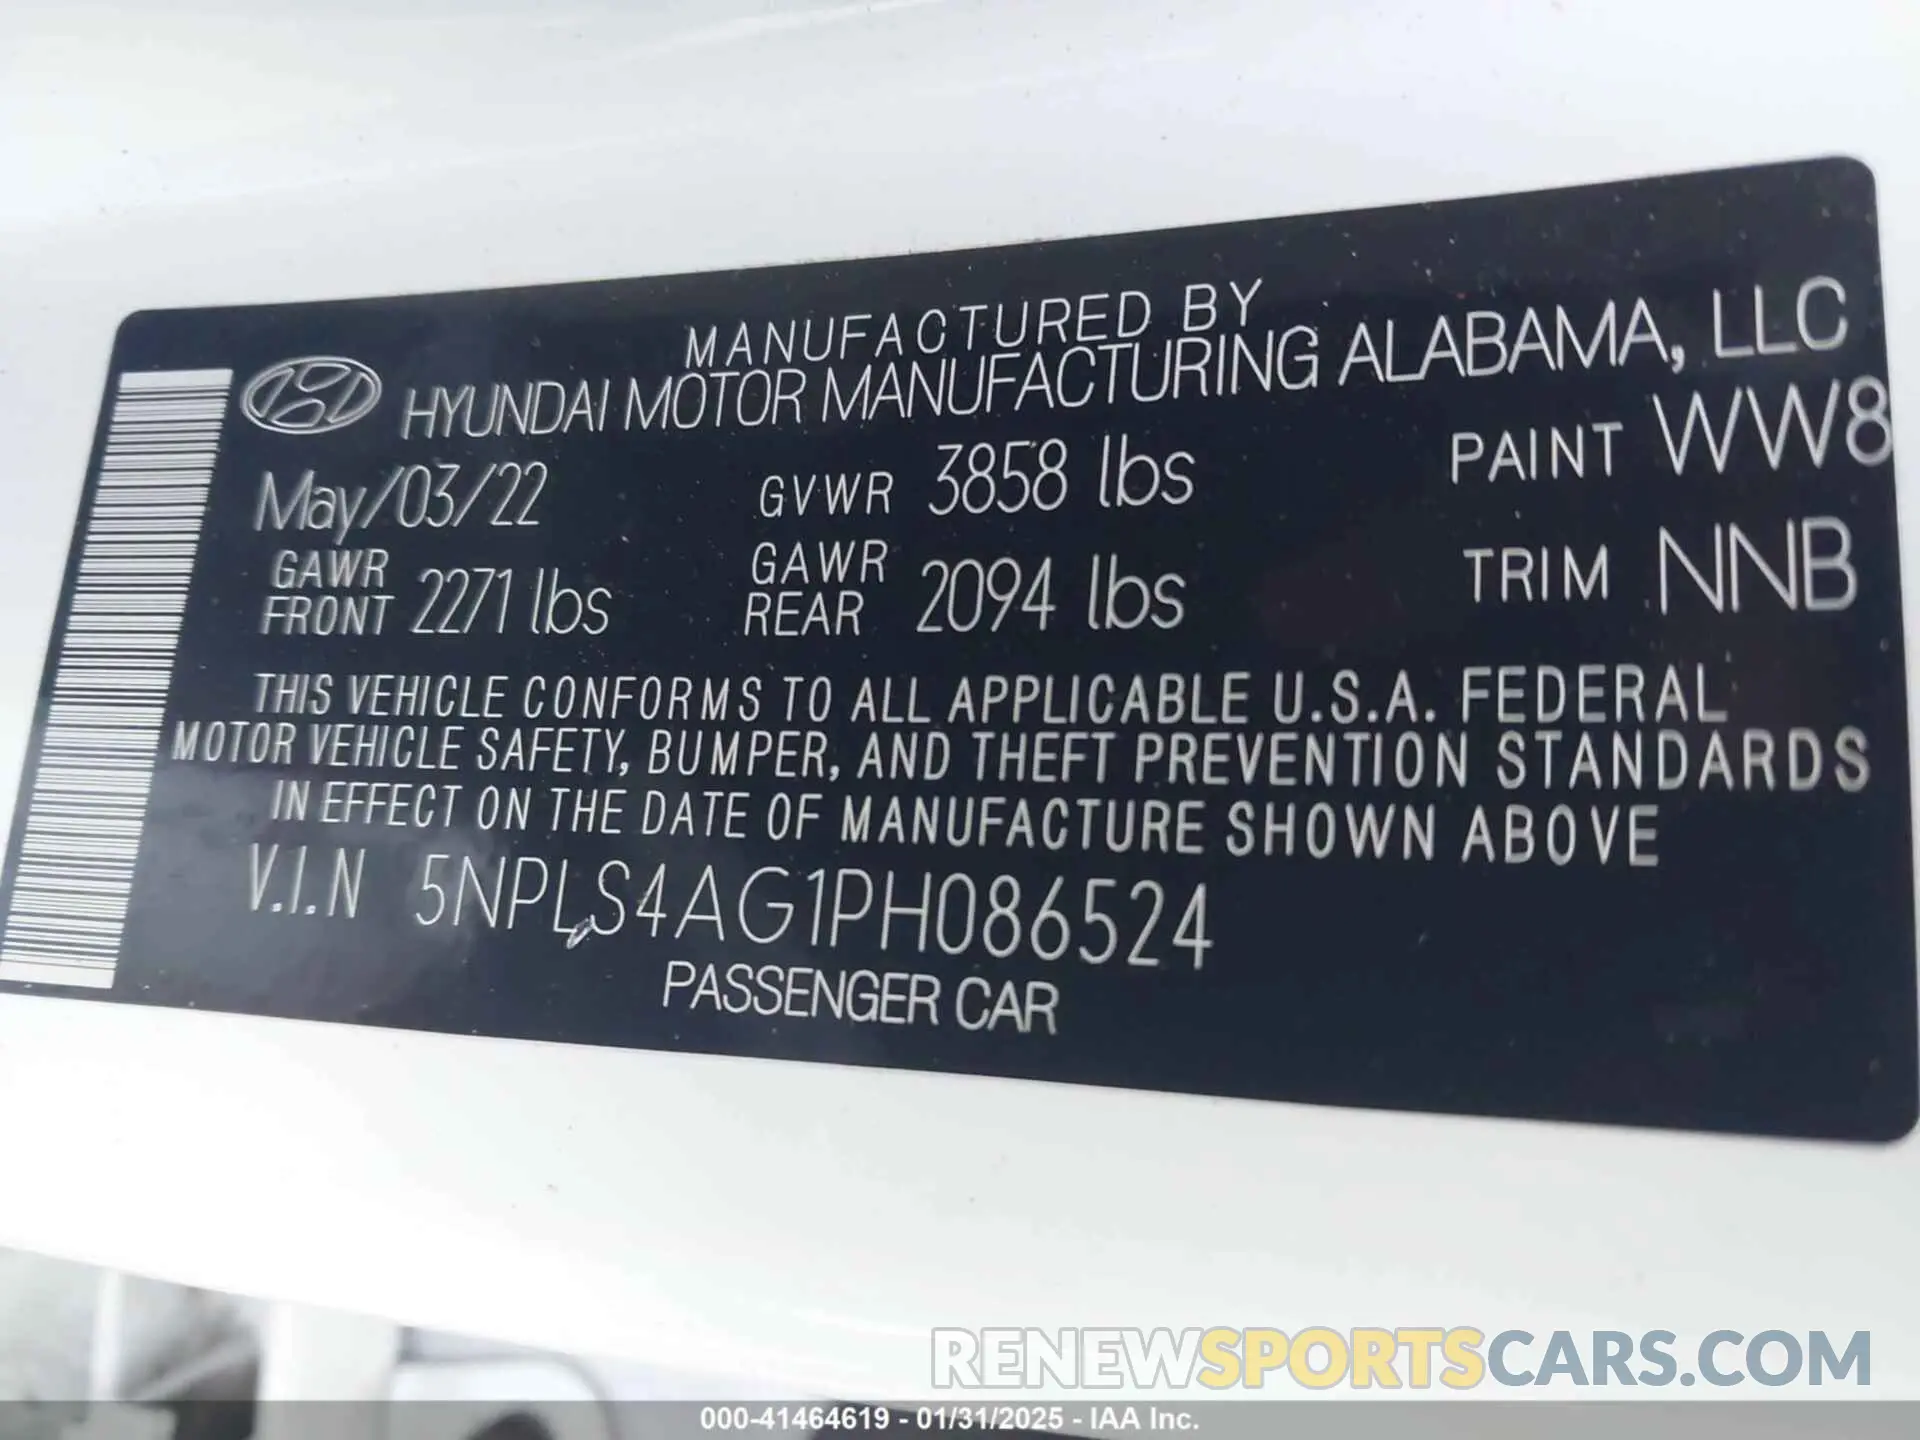 MANUFACTURED BY
HYUNDAI MOTOR MANUFACTURING ALABAMA, LLC
May/03/22 GVWR 3858 lbs PAINT WW8
GAWR FRONT 2271 lbs GAWR REAR 2094 lbs TRIM NNB
THIS VEHICLE CONFORMS TO ALL APPLICABLE U.S.A. FEDERAL
MOTOR VEHICLE SAFETY, BUMPER, AND THEFT PREVENTION STANDARDS
IN EFFECT ON THE DATE OF MANUFACTURE SHOWN ABOVE
V.I.N 5NPLS4AG1PH086524
PASSENGER CAR
RENEWSPORTSCARS.COM
000-41464619 - 01/31/2025 - IAA Inc.